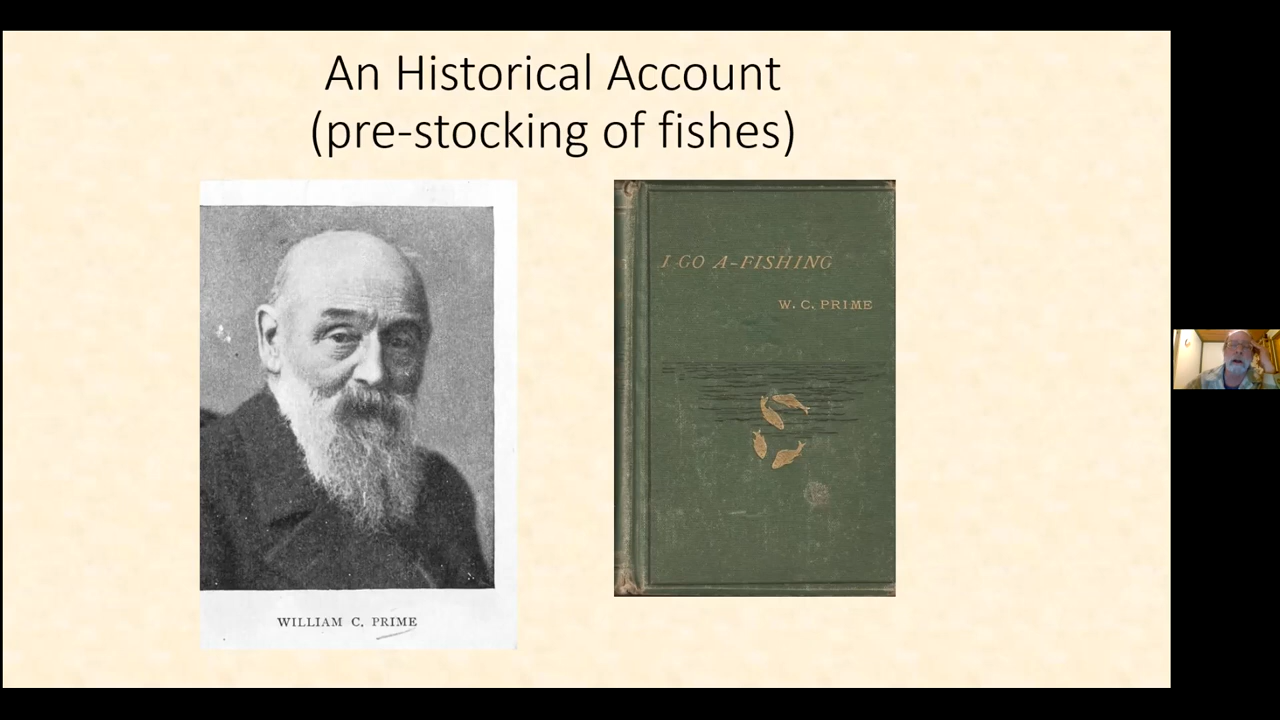 An Historical Account
(pre-stocking of fishes)
I GO A-FISHING
W. C. PRIME
WILLIAM C. PRIME